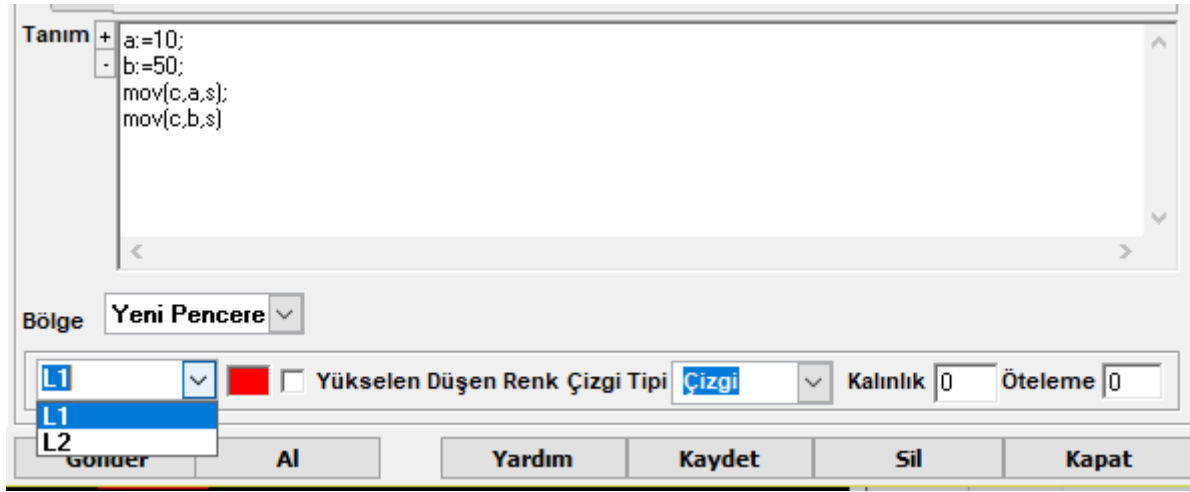 Tanım + a:=10;
- b:=50;
mov(c,a,s);
mov(c,b,s)
Bölge Yeni Pencere
L1 Yükselen Düşen Renk Çizgi Tipi Çizgi Kalınlık 0 Öteleme 0
L1
L2
Gönder Al Yardım Kaydet Sil Kapat